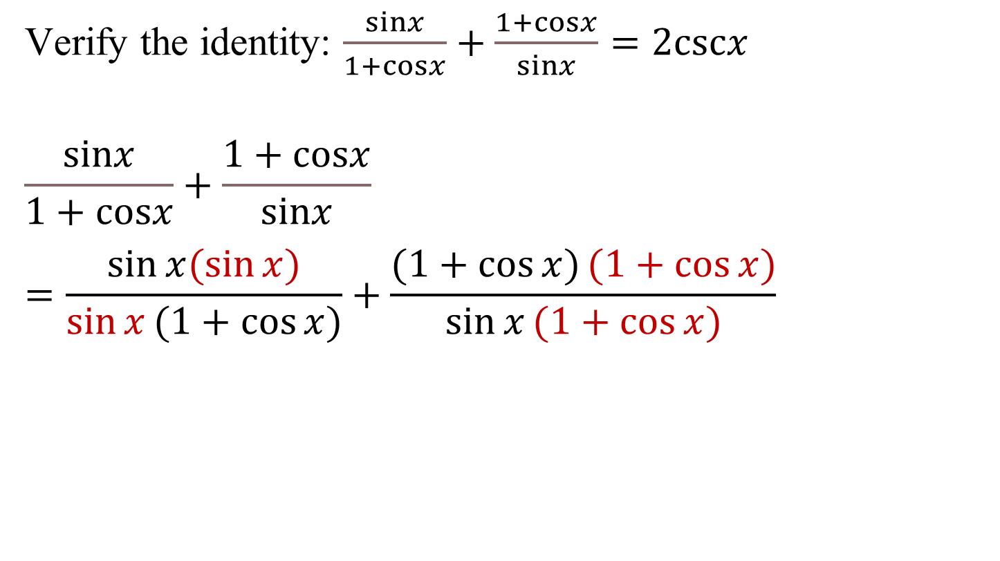 Verify the identity: sinx/1+cosx + 1+cosx/sinx = 2cscx
sinx/1 + cosx + 1 + cosx/sinx
= sin x(sin x)/sin x (1 + cos x) + (1 + cos x) (1 + cos x)/sin x (1 + cos x)